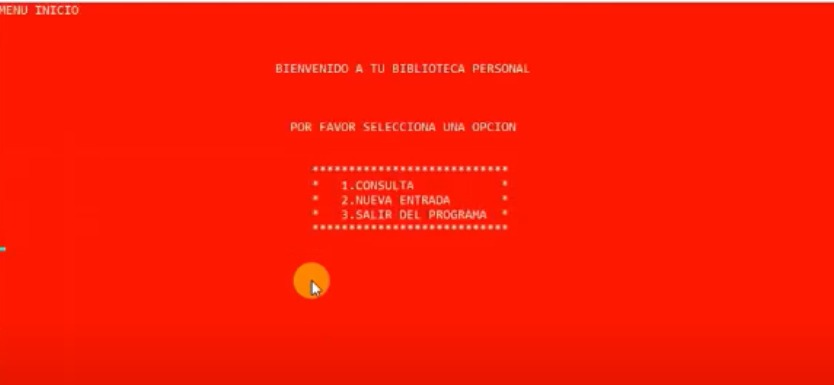 MENU INICIO
BIENVENIDO A TU BIBLIOTECA PERSONAL
POR FAVOR SELECCIONA UNA OPCION
***************************
* 1.CONSULTA *
* 2.NUEVA ENTRADA *
* 3.SALIR DEL PROGRAMA *
***************************